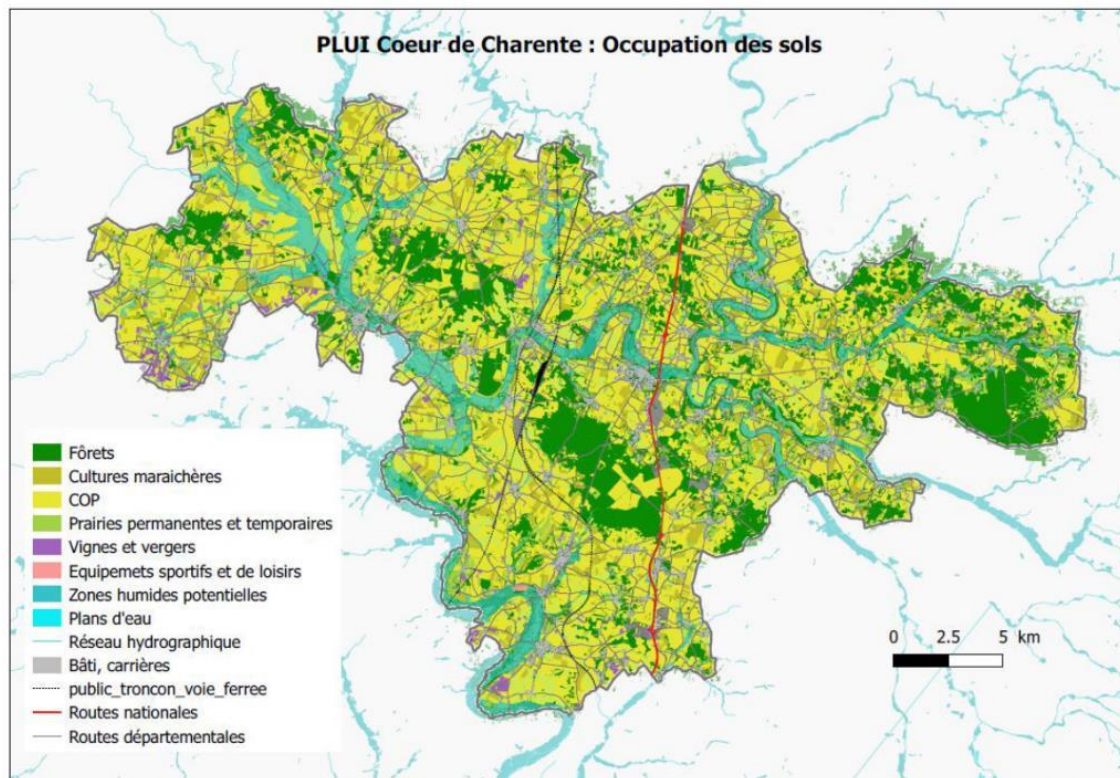 PLUI Coeur de Charente : Occupation des sols
Fôrets
Cultures maraichères
COP
Prairies permanentes et temporaires
Vignes et vergers
Equipemets sportifs et de loisirs
Zones humides potentielles
Plans d'eau
Réseau hydrographique
Bâti, carrières
public_troncon_voie_ferree
Routes nationales
Routes départementales
0 2.5 5 km